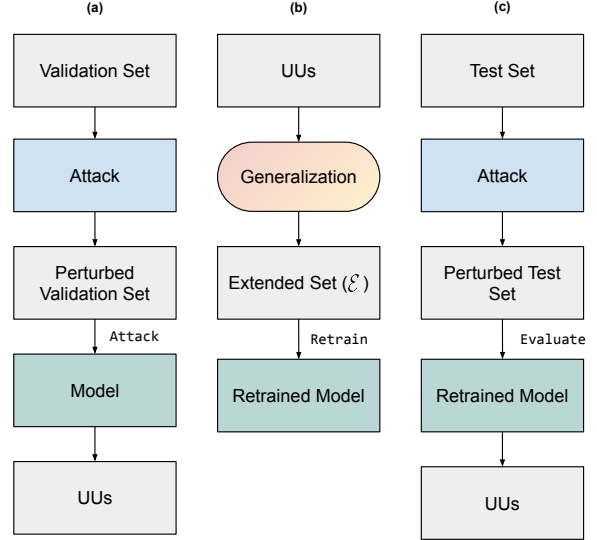 (a)
Validation Set
Attack
Perturbed
Validation Set
Attack
Model
UUs
(b)
UUs
Generalization
Extended Set (ℰ)
Retrain
Retrained Model
(c)
Test Set
Attack
Perturbed Test
Set
Evaluate
Retrained Model
UUs